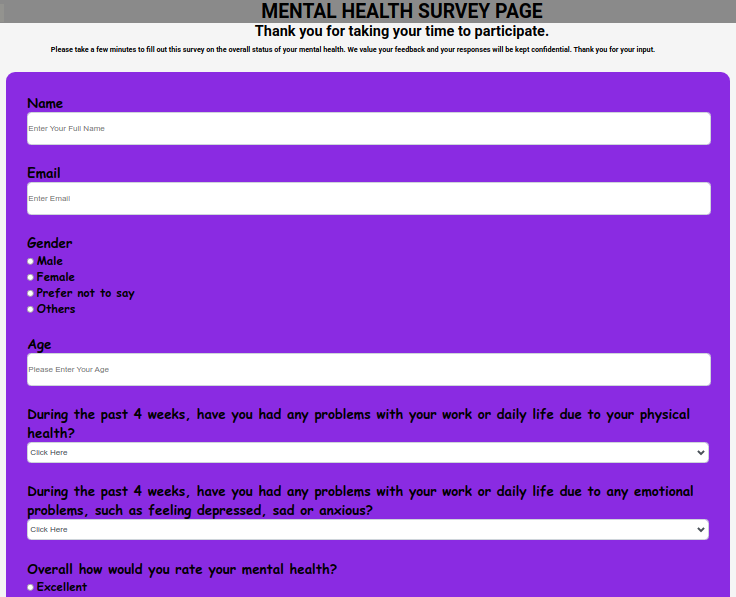 MENTAL HEALTH SURVEY PAGE
Thank you for taking your time to participate.
Please take a few minutes to fill out this survey on the overall status of your mental health. We value your feedback and your responses will be kept confidential. Thank you for your input.
Name
Enter Your Full Name
Email
Enter Email
Gender
Male
Female
Prefer not to say
Others
Age
Please Enter Your Age
During the past 4 weeks, have you had any problems with your work or daily life due to your physical
health?
Click Here
During the past 4 weeks, have you had any problems with your work or daily life due to any emotional
problems, such as feeling depressed, sad or anxious?
Click Here
Overall how would you rate your mental health?
Excellent